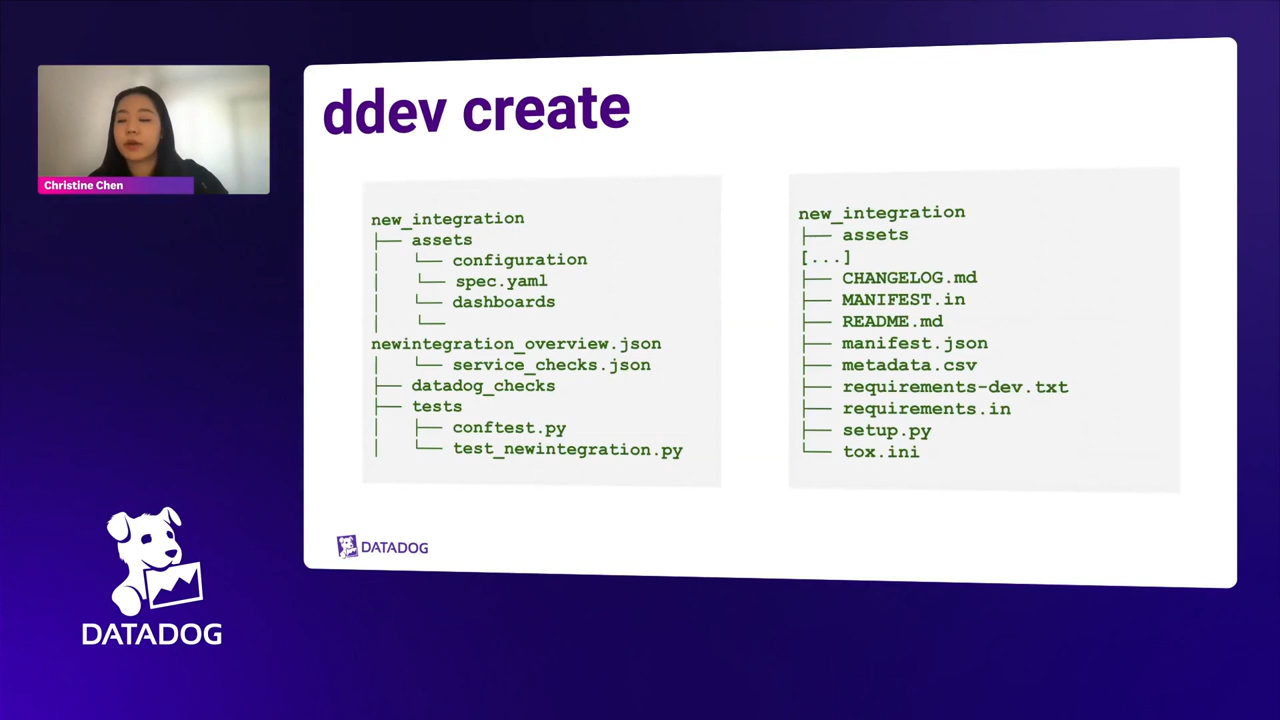 ddev create
Christine Chen
new_integration
├── assets
│   └── configuration
│   └── spec.yaml
│   └── dashboards
│   └──
newintegration_overview.json
│   └── service_checks.json
├── datadog_checks
├── tests
│   ├── conftest.py
│   └── test_newintegration.py
new_integration
├── assets
[...]
├── CHANGELOG.md
├── MANIFEST.in
├── README.md
├── manifest.json
├── metadata.csv
├── requirements-dev.txt
├── requirements.in
├── setup.py
└── tox.ini
DATADOG
DATADOG